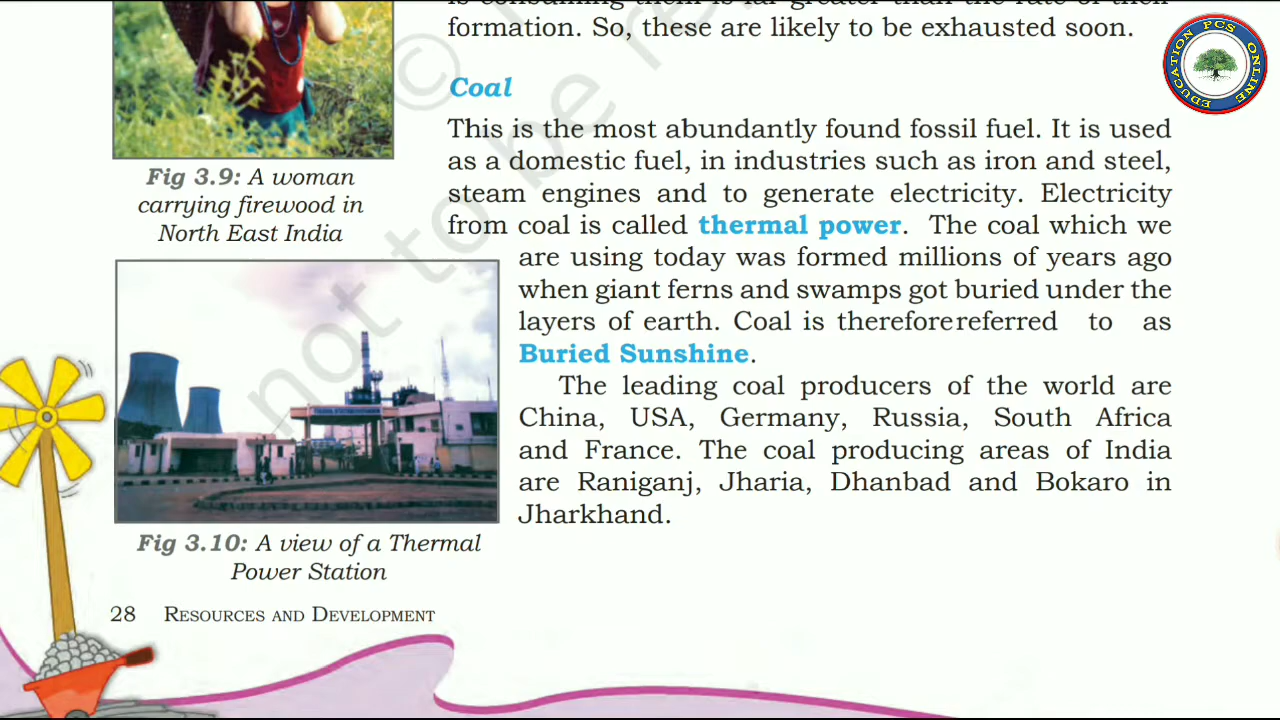 formation. So, these are likely to be exhausted soon.
Coal
This is the most abundantly found fossil fuel. It is used
as a domestic fuel, in industries such as iron and steel,
steam engines and to generate electricity. Electricity
from coal is called thermal power. The coal which we
are using today was formed millions of years ago
when giant ferns and swamps got buried under the
layers of earth. Coal is therefore referred to as
Buried Sunshine.
The leading coal producers of the world are
China, USA, Germany, Russia, South Africa
and France. The coal producing areas of India
are Raniganj, Jharia, Dhanbad and Bokaro in
Jharkhand.
Fig 3.9: A woman
carrying firewood in
North East India
Fig 3.10: A view of a Thermal
Power Station
28 RESOURCES AND DEVELOPMENT
EDUCATION PCS ONLINE
© not to be re